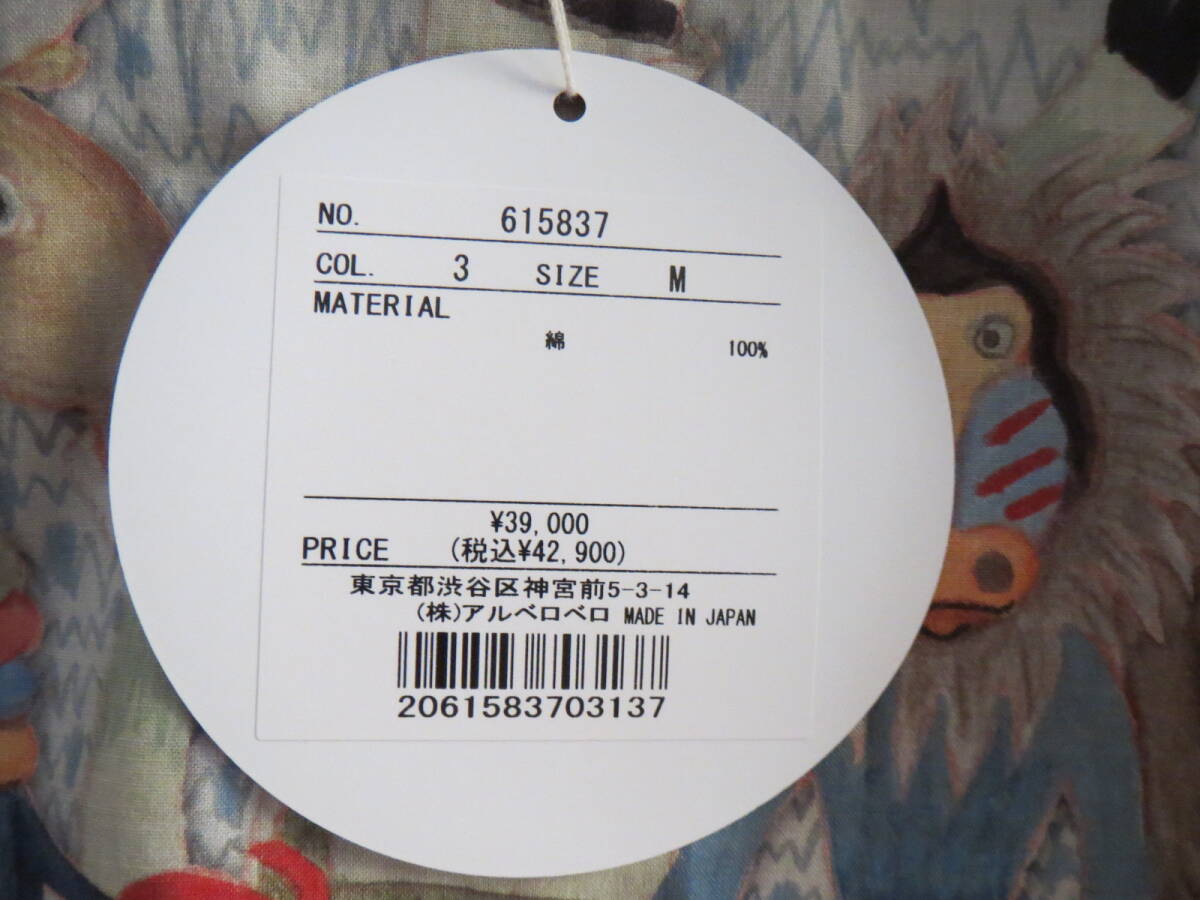 NO. 615837
COL. 3 SIZE M
MATERIAL
綿 100%
¥39,000
PRICE (税込¥42,900)
東京都渋谷区神宮前5-3-14
(株)アルベロベロ MADE IN JAPAN
2061583703137